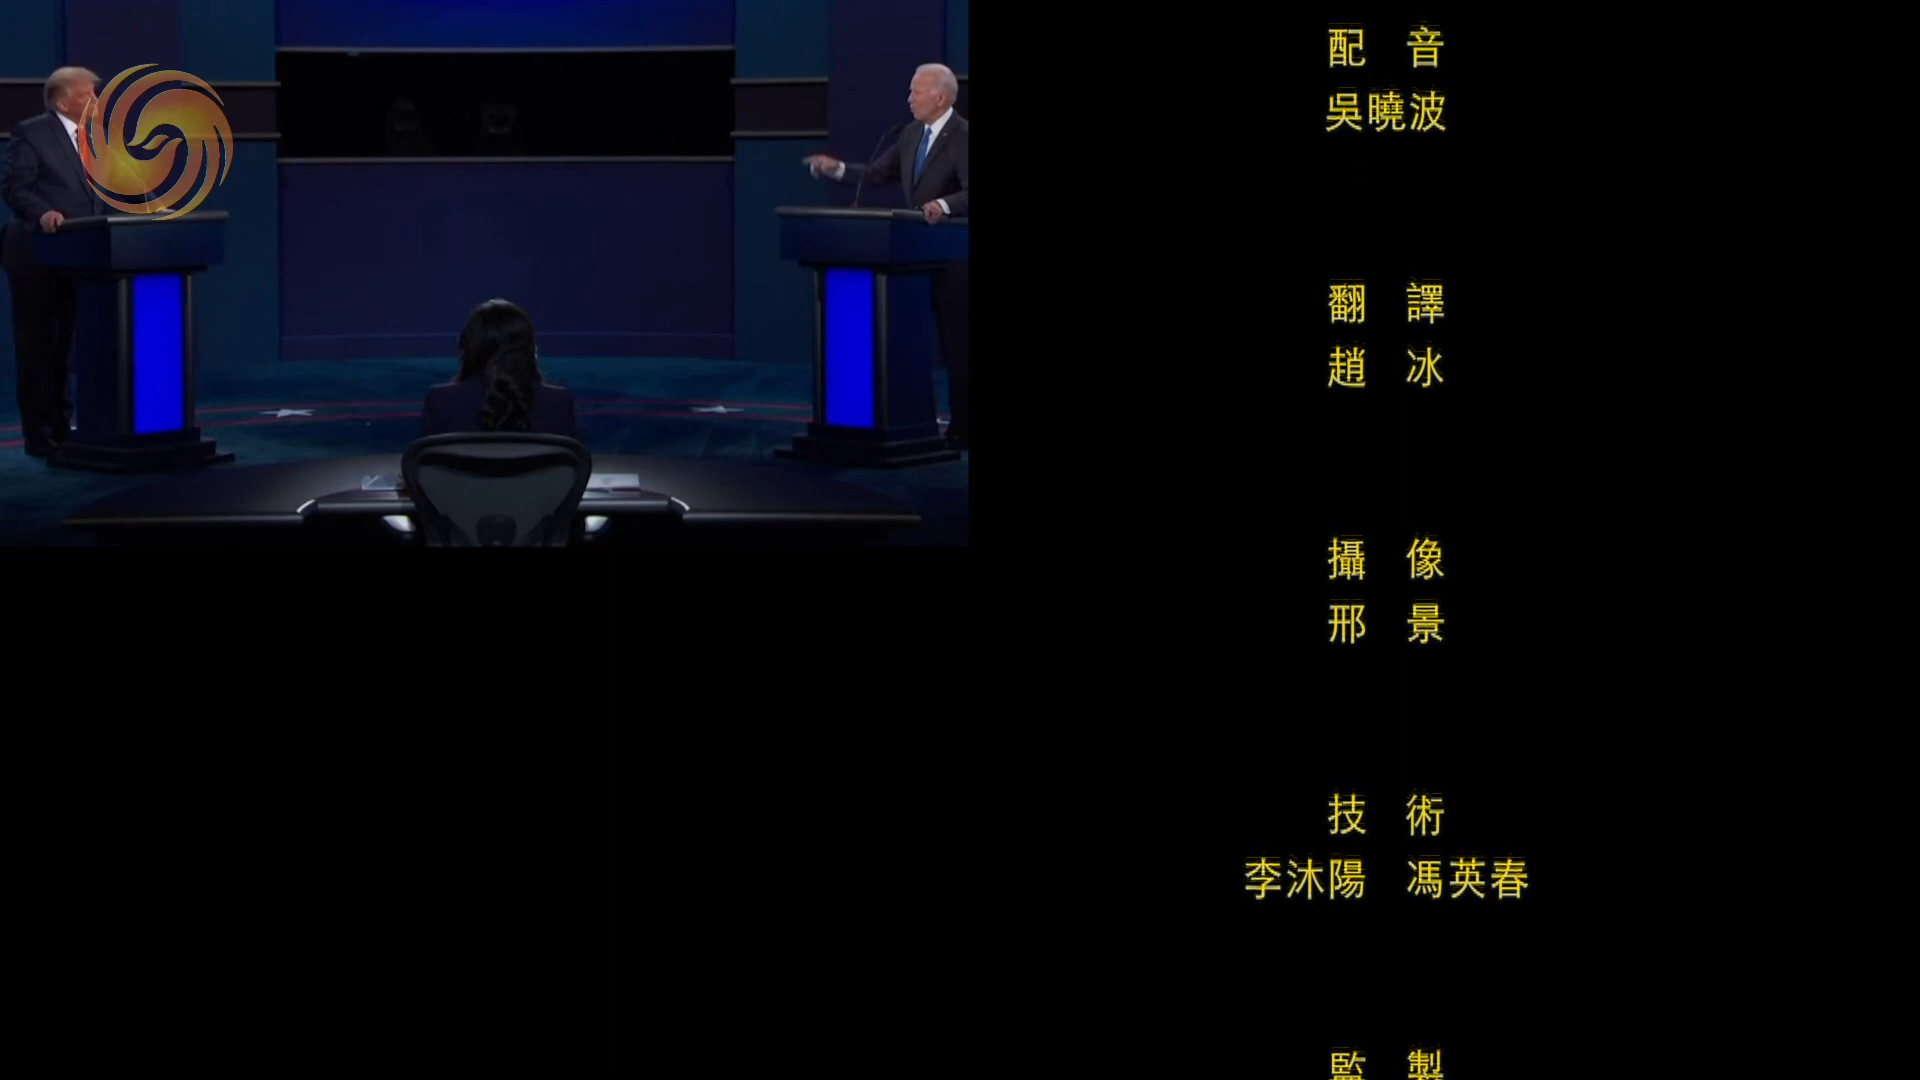 配 音
吳曉波
翻 譯
趙 冰
攝 像
邢 景
技 術
李沐陽 馮英春
監 製